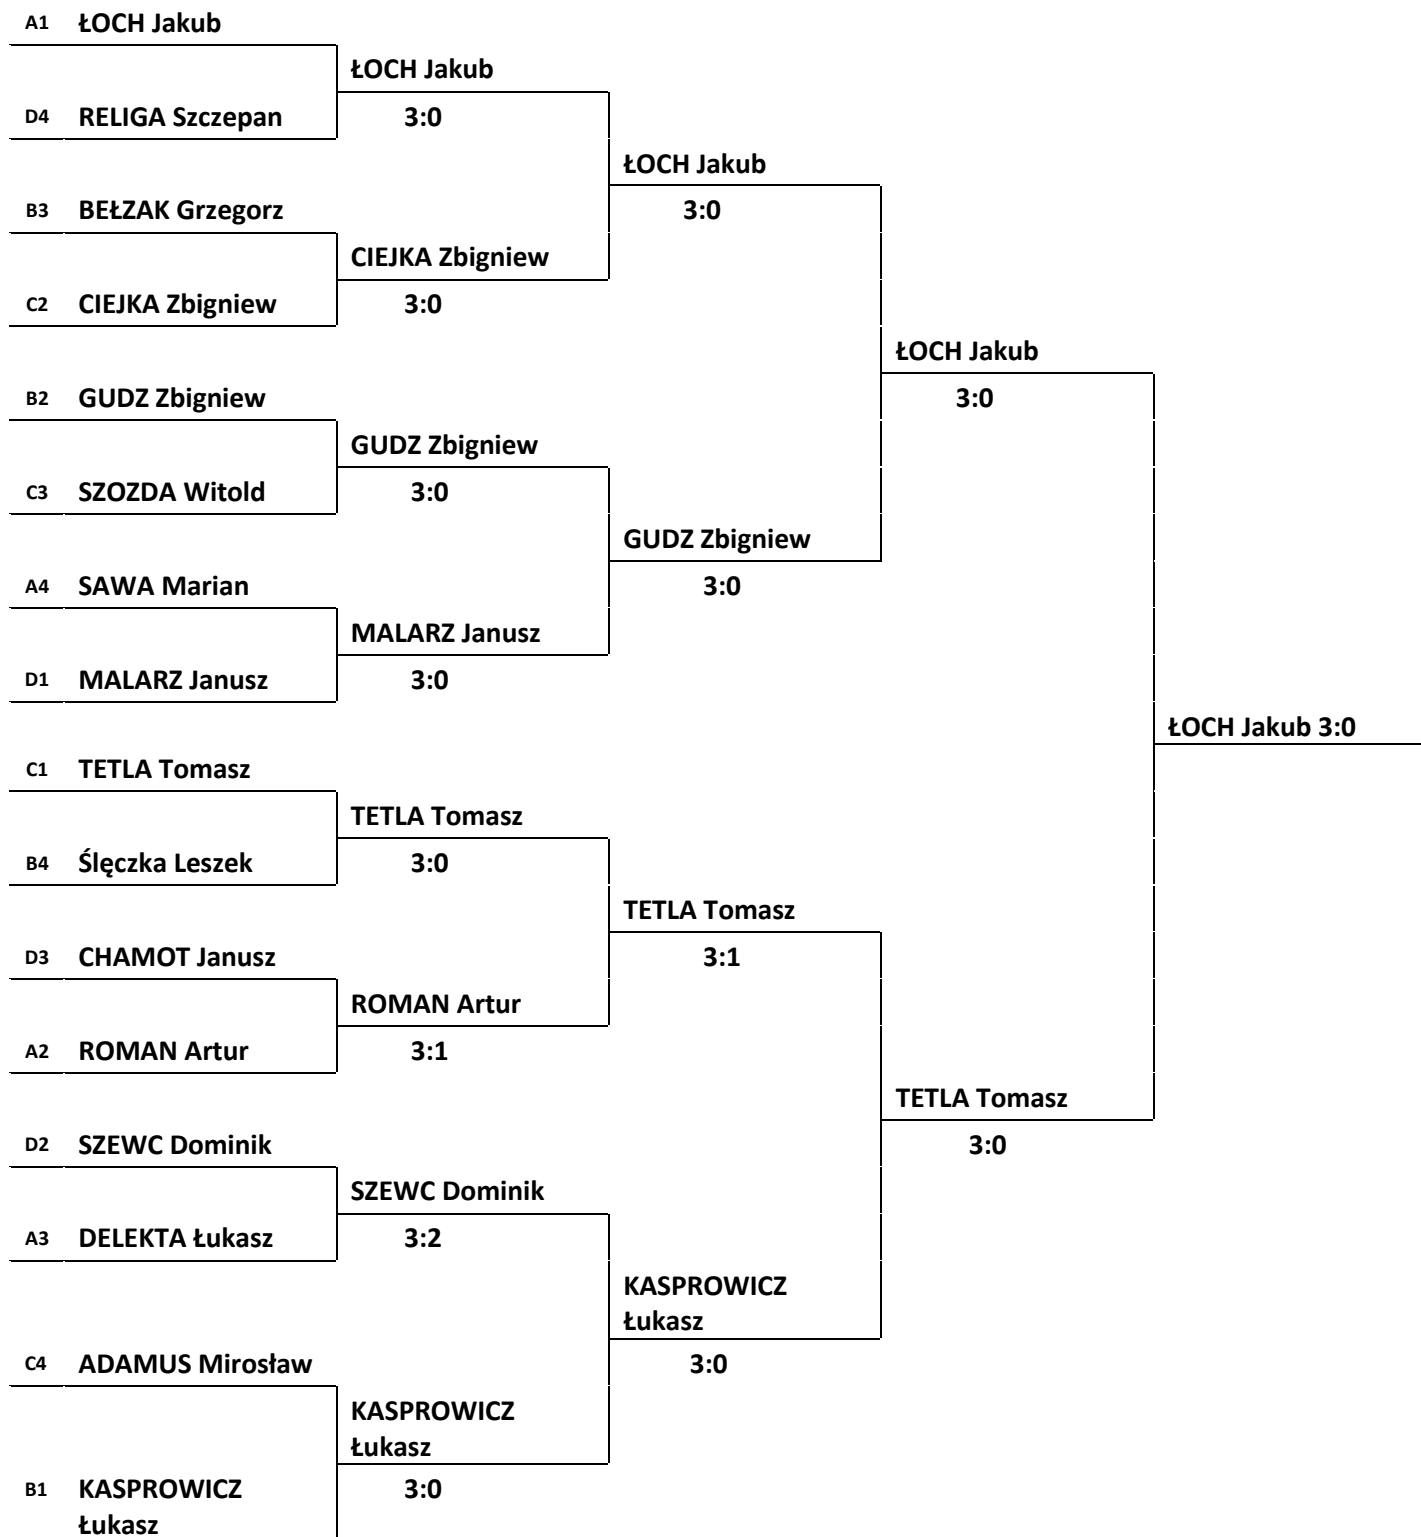 A1 ŁOCH Jakub
ŁOCH Jakub
D4 RELIGA Szczepan 3:0
ŁOCH Jakub
B3 BEŁZAK Grzegorz 3:0
CIEJKA Zbigniew
C2 CIEJKA Zbigniew 3:0
ŁOCH Jakub
B2 GUDZ Zbigniew 3:0
GUDZ Zbigniew
C3 SZOZDA Witold 3:0
GUDZ Zbigniew
A4 SAWA Marian 3:0
MALARZ Janusz
D1 MALARZ Janusz 3:0
ŁOCH Jakub 3:0
C1 TETLA Tomasz
TETLA Tomasz
B4 Ślęczka Leszek 3:0
TETLA Tomasz
D3 CHAMOT Janusz 3:1
ROMAN Artur
A2 ROMAN Artur 3:1
TETLA Tomasz
D2 SZEWC Dominik 3:0
SZEWC Dominik
A3 DELEKTA Łukasz 3:2
KASPROWICZ
Łukasz
C4 ADAMUS Mirosław 3:0
KASPROWICZ
Łukasz
B1 KASPROWICZ 3:0
Łukasz